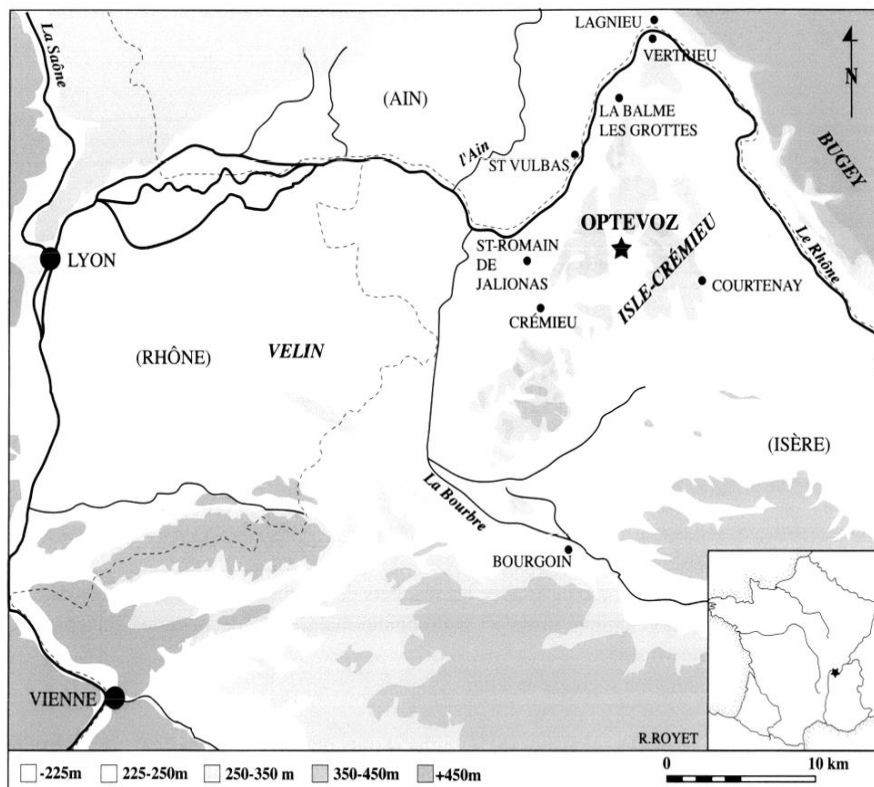 La Saône
LAGNIEU
VERTRIEU
N
(AIN)
LA BALME
LES GROTTES
l'Ain
ST VULBAS
BUGEY
OPTEVOZ
Le Rhône
LYON
ST-ROMAIN
DE
JALIONAS
ISLE-CRÉMIEU
COURTENAY
CRÉMIEU
(RHÔNE)
VELIN
(ISÈRE)
La Bourbre
BOURGOIN
VIENNE
R.ROYET
-225m
225-250m
250-350 m
350-450m
+450m
0
10 km